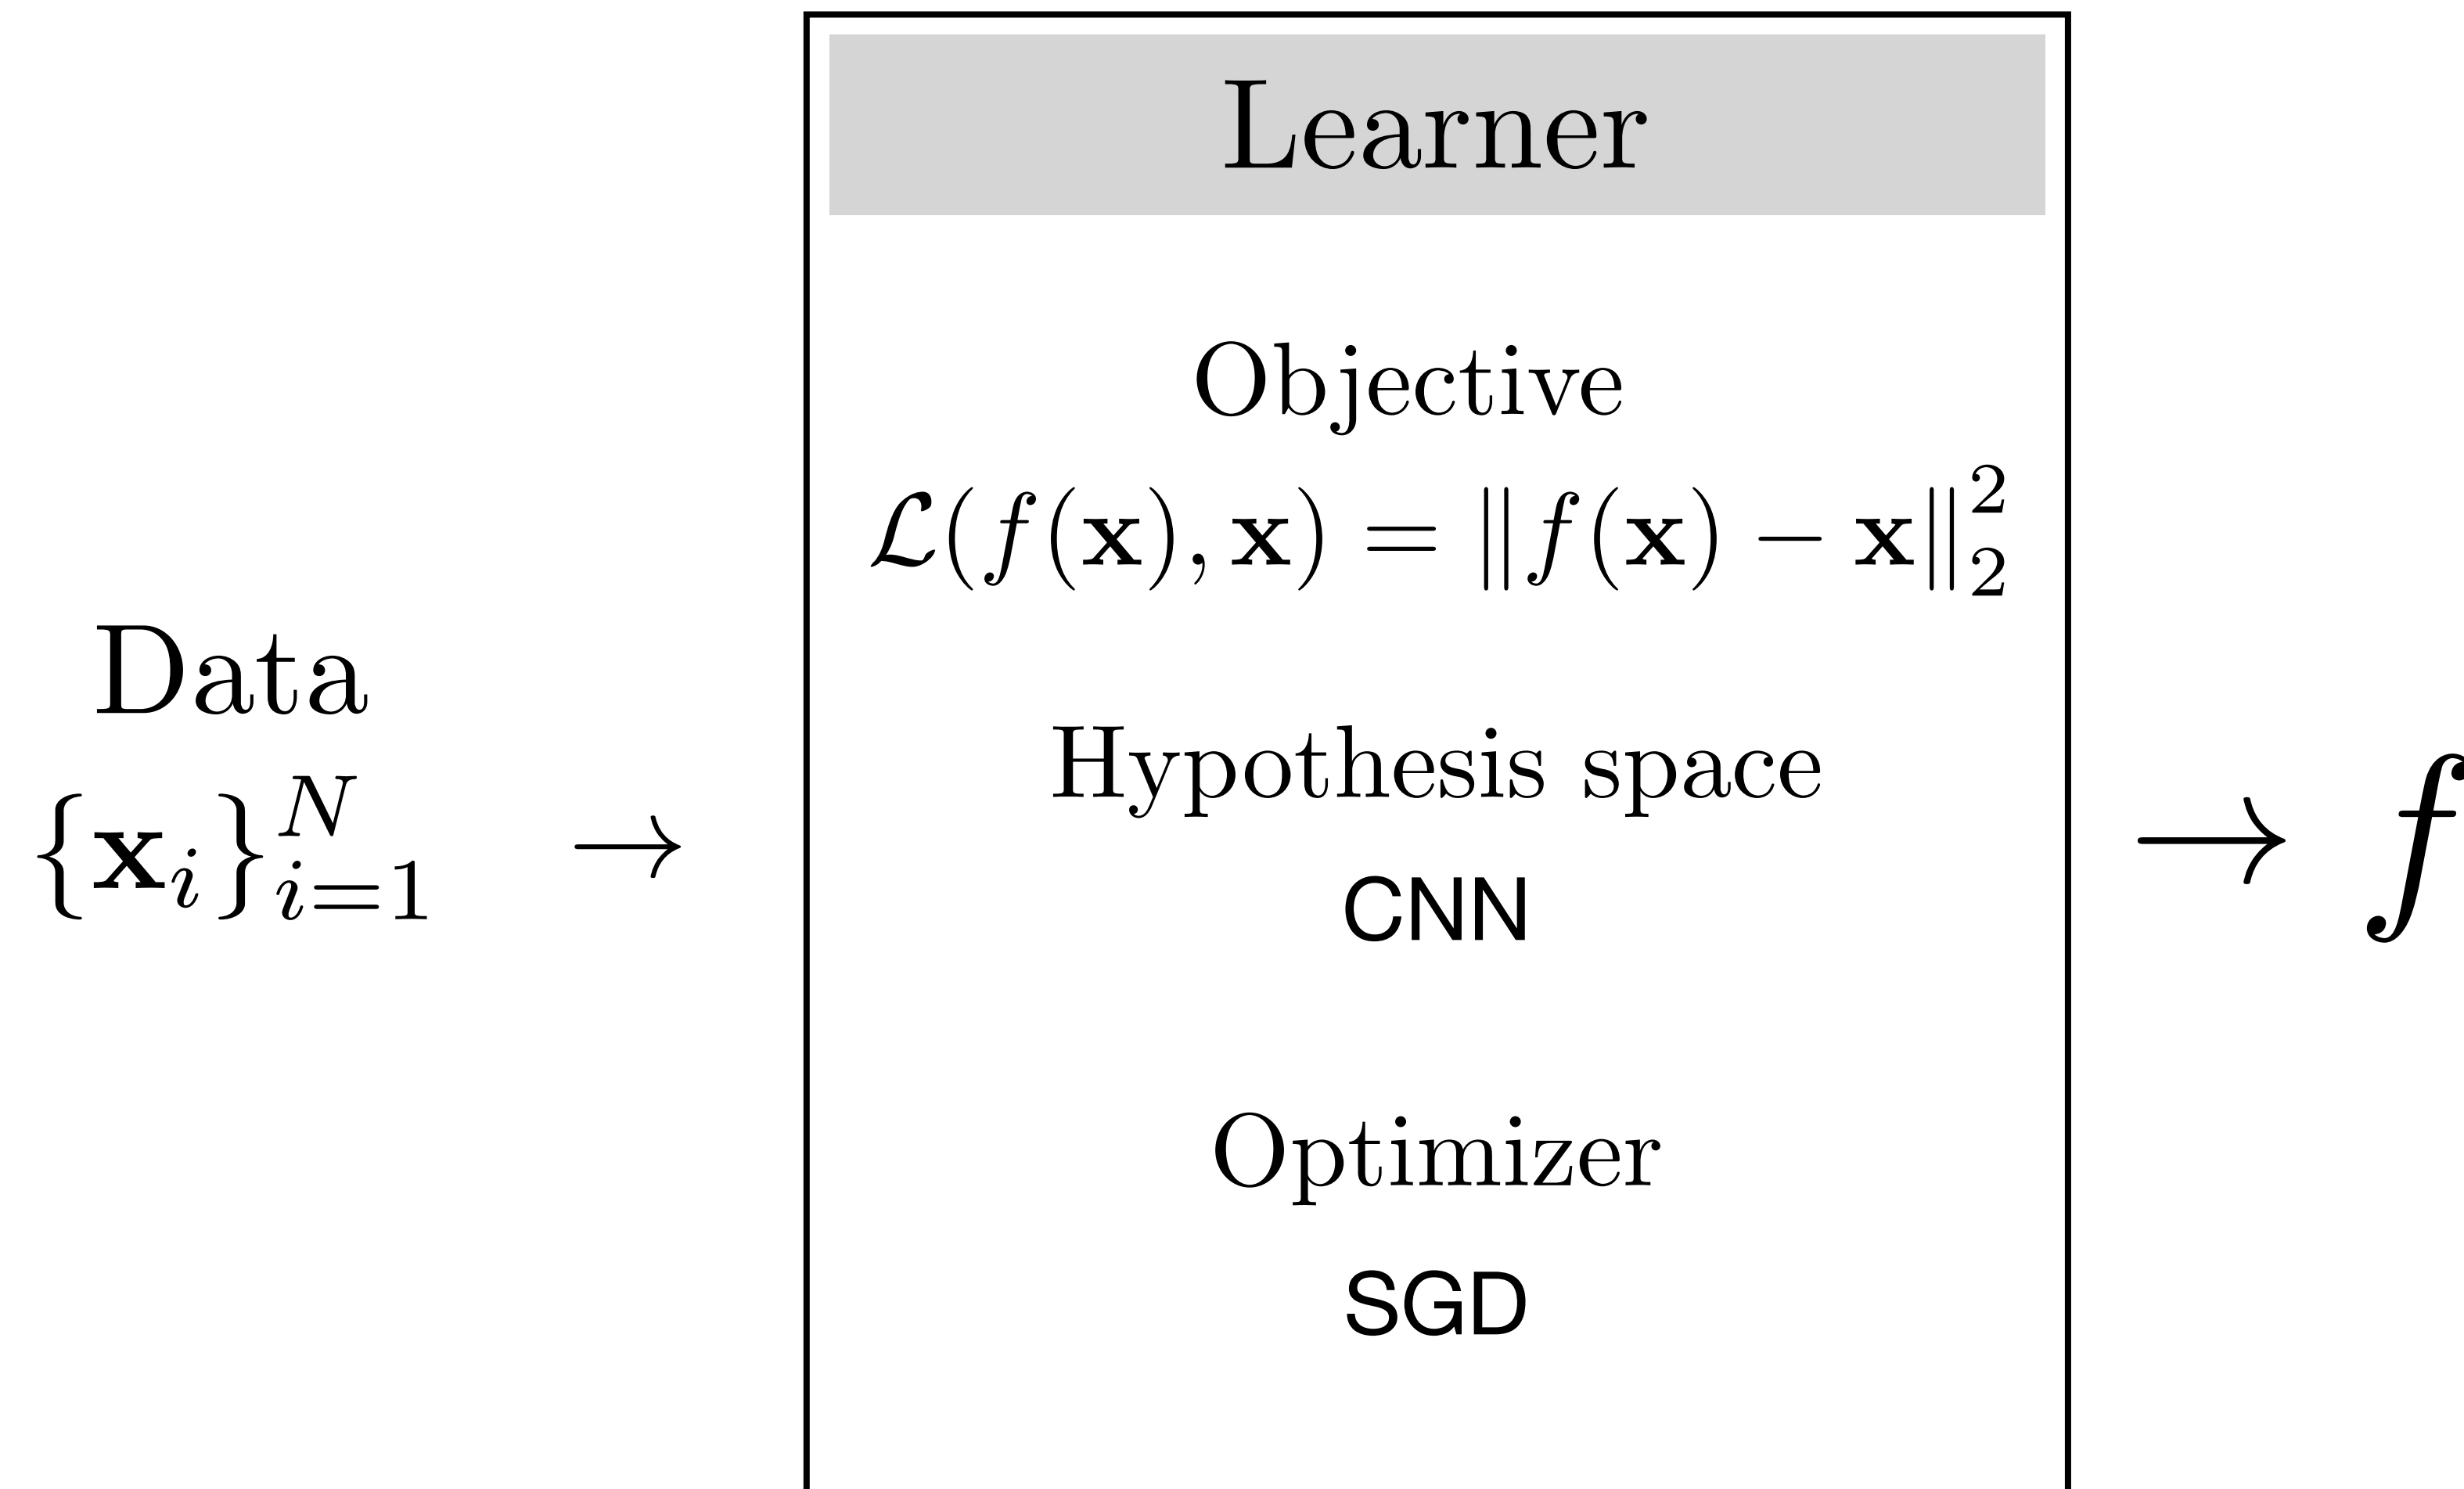 Learner
Objective
𝓛(f(𝐱), 𝐱) = ‖f(𝐱) − 𝐱‖₂²
Data
{𝐱ᵢ}ᵢ₌₁ᴺ → 
Hypothesis space
CNN
→ f
Optimizer
SGD